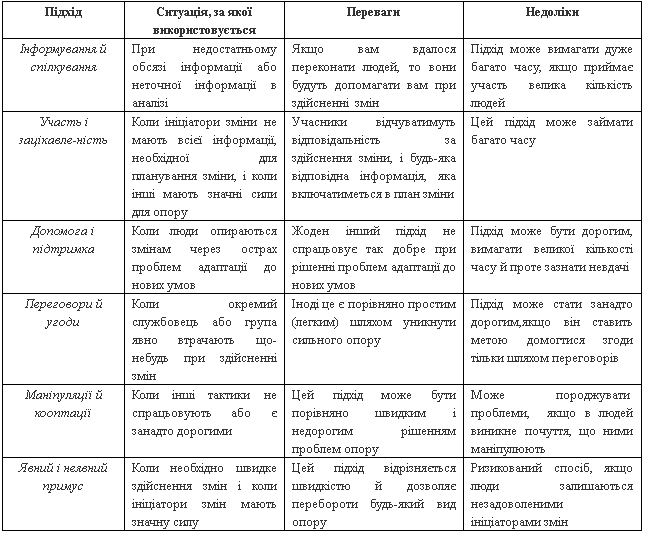 Підхід
Ситуація, за якої
використовується
Переваги
Недоліки
Інформування й
спілкування
При недостатньому
обсязі інформації або
неточної інформації в
аналізі
Якщо вам вдалося
переконати людей, то вони
будуть допомагати вам при
здійсненні змін
Підхід може вимагати дуже
багато часу, якщо приймає
участь велика кількість
людей
Участь і
зацікавле-ність
Коли ініціатори зміни не
мають всієї інформації,
необхідної для
планування зміни, і коли
інші мають значні сили
для опору
Учасники відчуватимуть
відповідальність за
здійснення зміни, і будь-яка
відповідна інформація, яка
включатиметься в план зміни
Цей підхід може займати
багато часу
Допомога і
підтримка
Коли люди опираються
змінам через острах
проблем адаптації до
нових умов
Жоден інший підхід не
спрацьовує так добре при
рішенні проблем адаптації до
нових умов
Підхід може бути дорогим,
вимагати великої кількості
часу й проте зазнати невдачі
Переговори й
угоди
Коли окремий
службовець або група
явно втрачають що-
небудь при здійсненні
змін
Іноді це є порівняно простим
(легким) шляхом уникнути
сильного опору
Підхід може стати занадто
дорогим,якщо він ставить
метою домогтися згоди
тільки шляхом переговорів
Маніпуляції й
кооптації
Коли інші тактики не
спрацьовують або є
занадто дорогими
Цей підхід може бути
порівняно швидким і
недорогим рішенням
проблем опору
Може породжувати
проблеми, якщо в людей
виникне почуття, що ними
маніпулюють
Явний і неявний
примус
Коли необхідно швидке
здійснення змін і коли
ініціатори змін мають
значну силу
Цей підхід відрізняється
швидкістю й дозволяє
перебороти будь-який вид
опору
Ризикований спосіб, якщо
люди залишаються
незадоволеними
ініціаторами змін